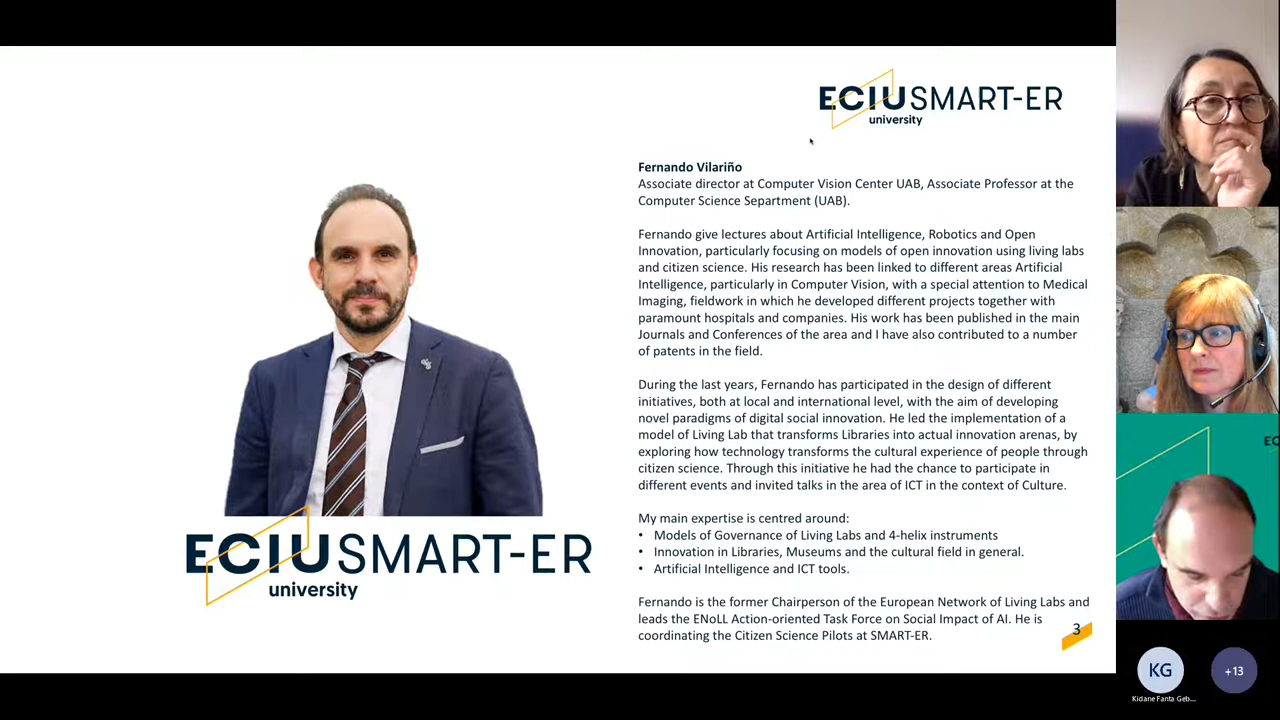 ECIUSMART-ER
university
Fernando Vilariño
Associate director at Computer Vision Center UAB, Associate Professor at the
Computer Science Separtment (UAB).
Fernando give lectures about Artificial Intelligence, Robotics and Open
Innovation, particularly focusing on models of open innovation using living labs
and citizen science. His research has been linked to different areas Artificial
Intelligence, particularly in Computer Vision, with a special attention to Medical
Imaging, fieldwork in which he developed different projects together with
paramount hospitals and companies. His work has been published in the main
Journals and Conferences of the area and I have also contributed to a number
of patents in the field.
During the last years, Fernando has participated in the design of different
initiatives, both at local and international level, with the aim of developing
novel paradigms of digital social innovation. He led the implementation of a
model of Living Lab that transforms Libraries into actual innovation arenas, by
exploring how technology transforms the cultural experience of people through
citizen science. Through this initiative he had the chance to participate in
different events and invited talks in the area of ICT in the context of Culture.
My main expertise is centred around:
• Models of Governance of Living Labs and 4-helix instruments
• Innovation in Libraries, Museums and the cultural field in general.
• Artificial Intelligence and ICT tools.
Fernando is the former Chairperson of the European Network of Living Labs and
leads the ENoLL Action-oriented Task Force on Social Impact of AI. He is
coordinating the Citizen Science Pilots at SMART-ER.
3
ECIUSMART-ER
university
EC
KG
+13
Kidane Fanta Geb...